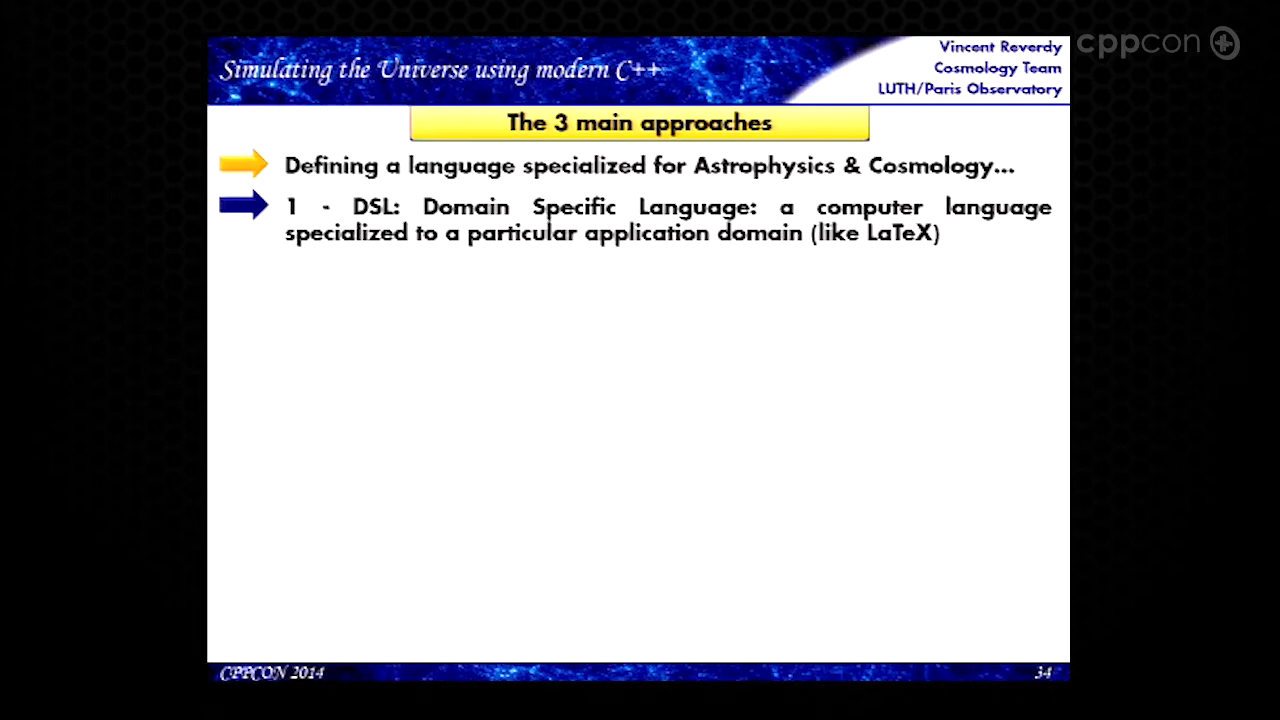 cppcon
Simulating the Universe using modern C++
Vincent Reverdy
Cosmology Team
LUTH/Paris Observatory
The 3 main approaches
Defining a language specialized for Astrophysics & Cosmology...
1 - DSL: Domain Specific Language: a computer language
specialized to a particular application domain (like LaTeX)
CPPCON 2014
34